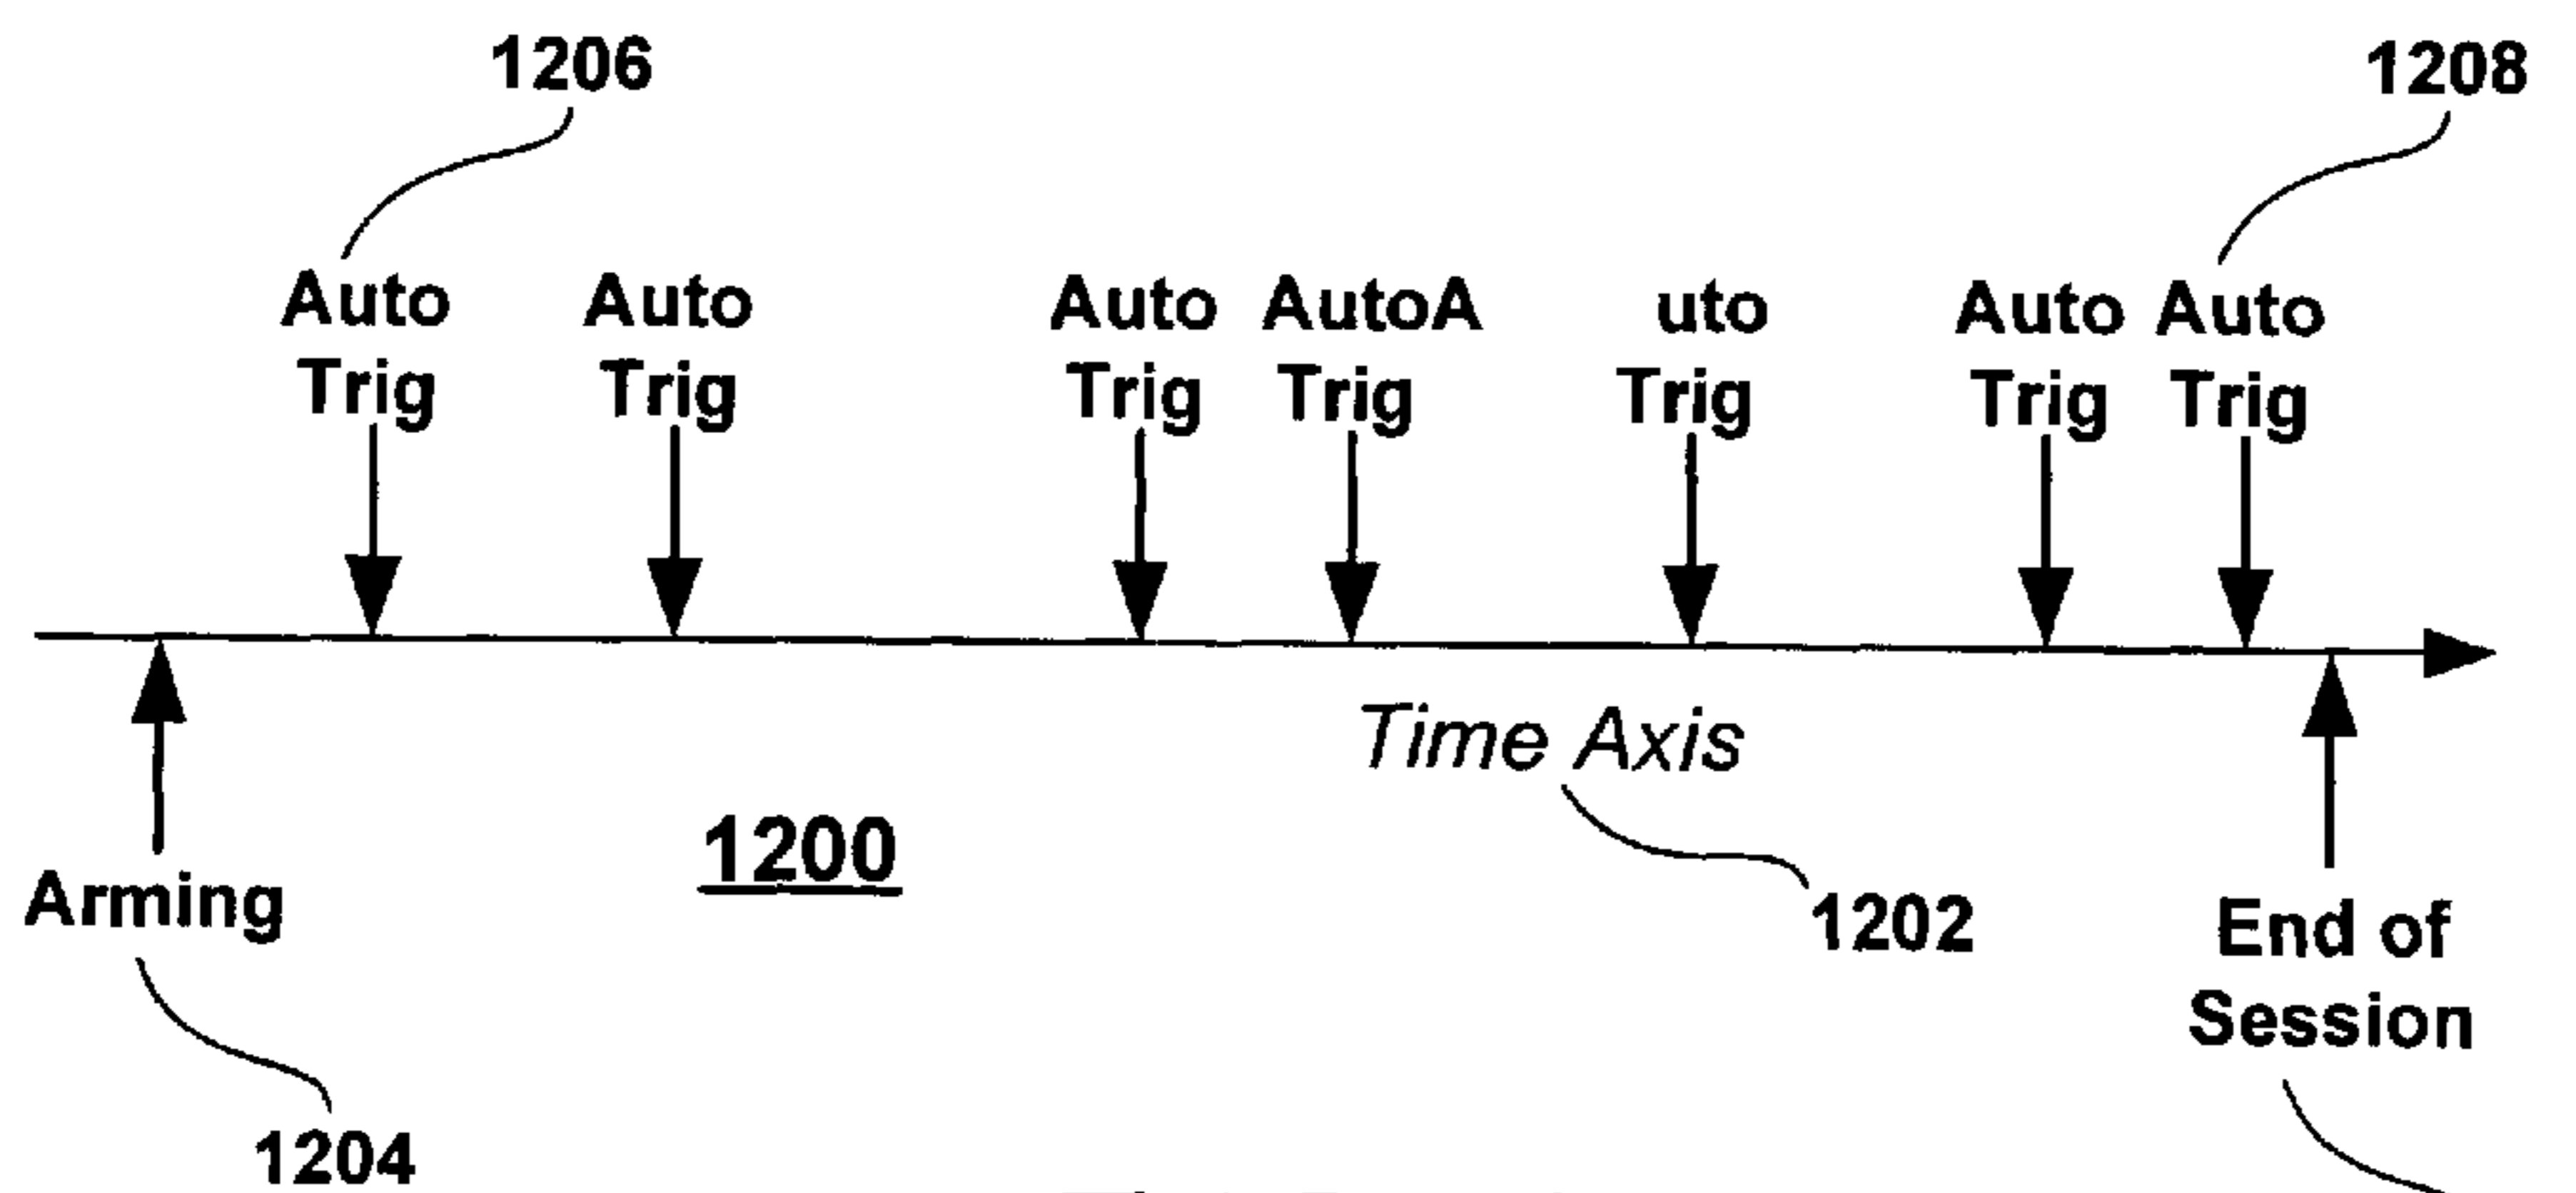 1206
1208
Auto Auto Auto AutoA uto Auto Auto
Trig Trig Trig Trig Trig Trig Trig
Time Axis
1200
Arming
1202
End of
Session
1204